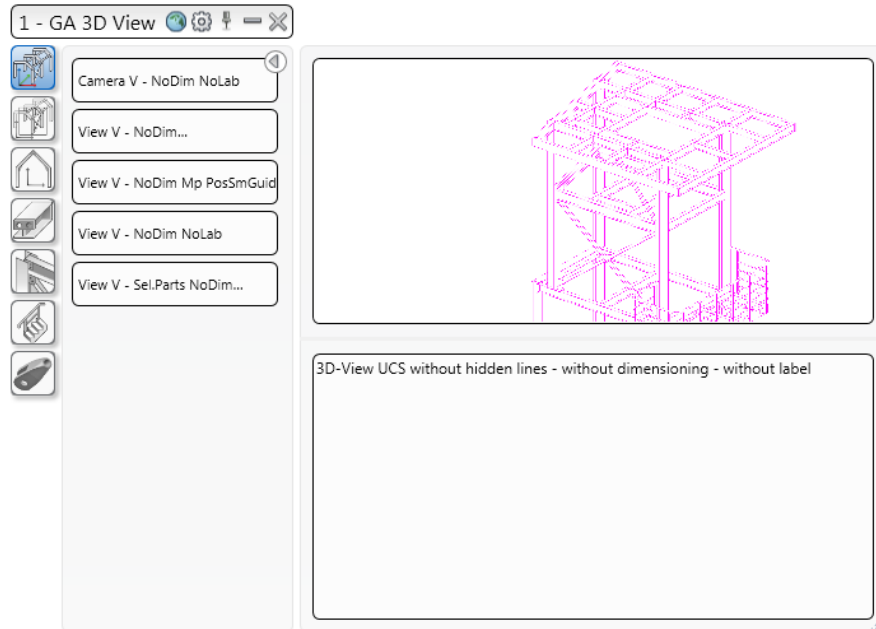 1 - GA 3D View
Camera V - NoDim NoLab
View V - NoDim...
View V - NoDim Mp PosSmGuid
View V - NoDim NoLab
View V - Sel.Parts NoDim...
3D-View UCS without hidden lines - without dimensioning - without label